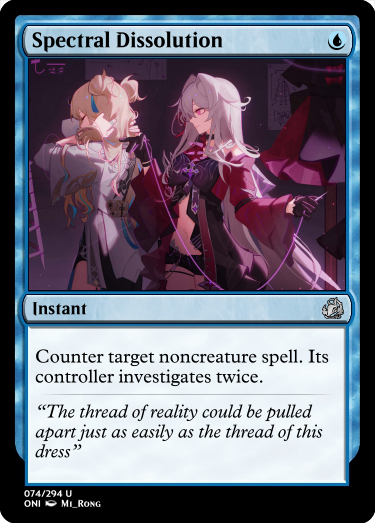 Spectral Dissolution
Instant
Counter target noncreature spell. Its
controller investigates twice.
“The thread of reality could be pulled
apart just as easily as the thread of this
dress”
074/294 U
ONI Mi_Rong